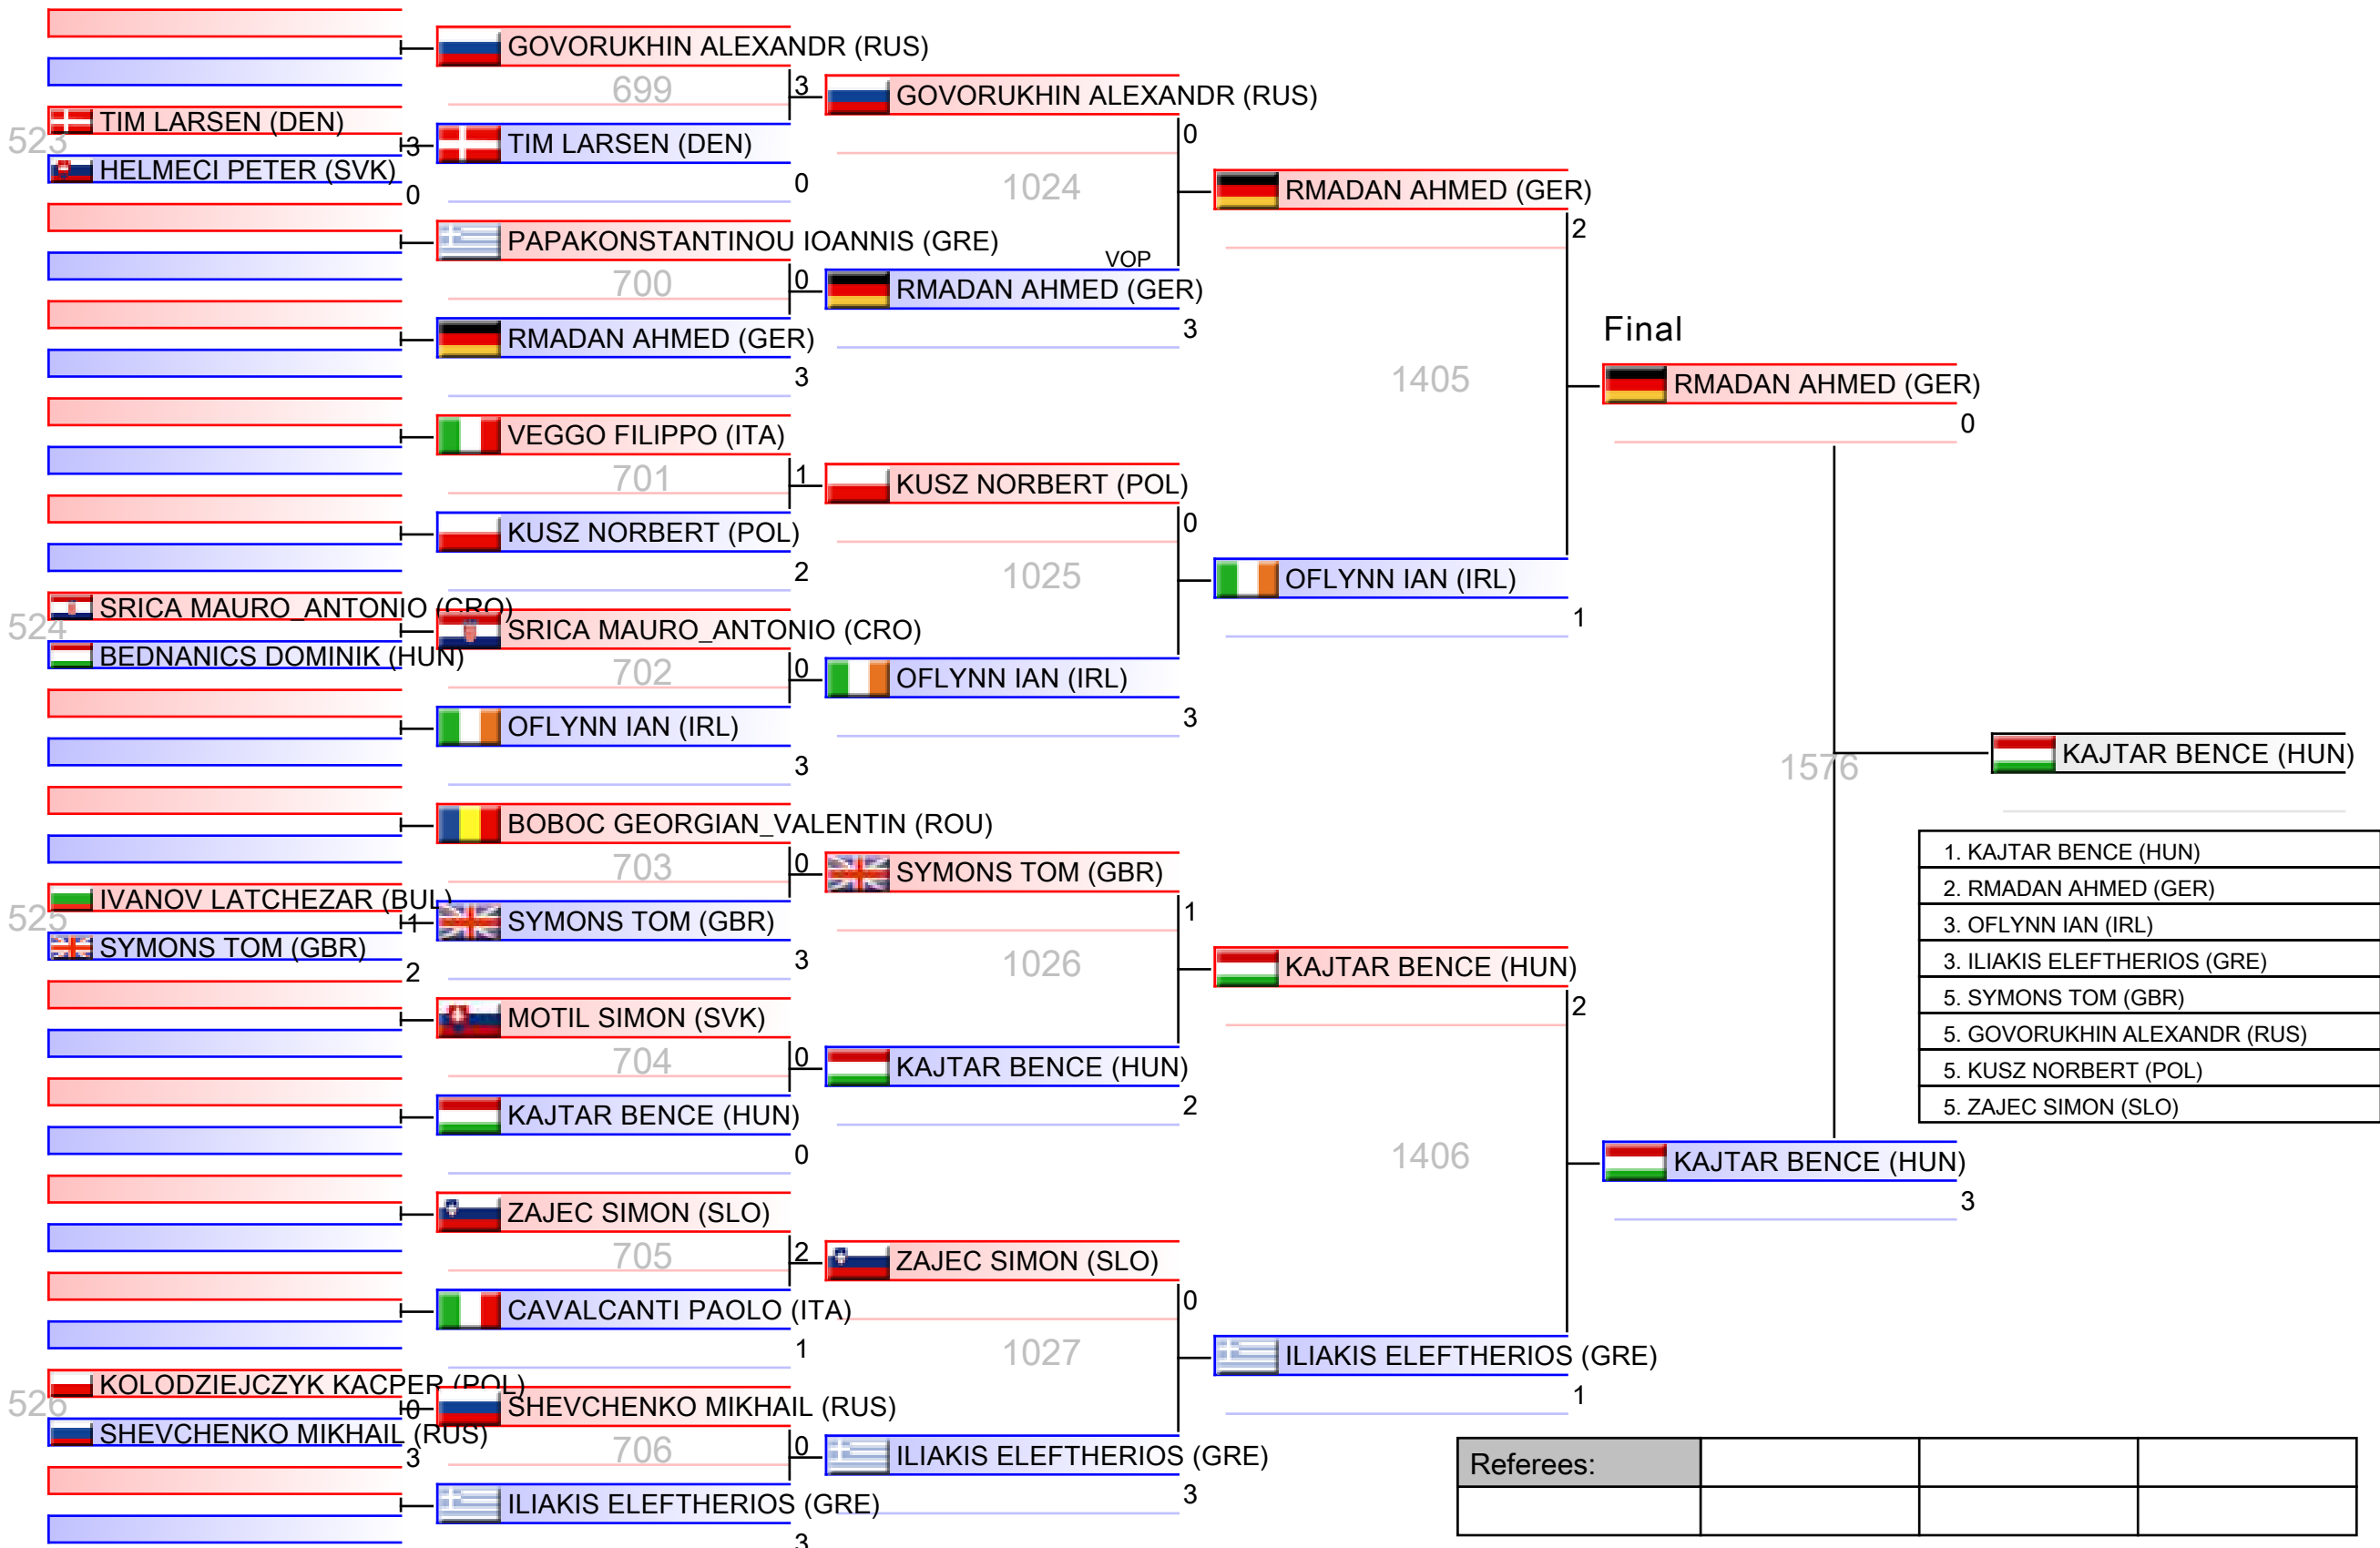 523
TIM LARSEN (DEN)
3
HELMECI PETER (SVK)
0
524
SRICA MAURO_ANTONIO (CRO)
BEDNANICS DOMINIK (HUN)
525
IVANOV LATCHEZAR (BUL)
1
SYMONS TOM (GBR)
2
526
KOLODZIEJCZYK KACPER (POL)
0
SHEVCHENKO MIKHAIL (RUS)
3
GOVORUKHIN ALEXANDR (RUS)
699
3
TIM LARSEN (DEN)
0
PAPAKONSTANTINOU IOANNIS (GRE)
700
0
RMADAN AHMED (GER)
3
VEGGO FILIPPO (ITA)
701
1
KUSZ NORBERT (POL)
2
SRICA MAURO_ANTONIO (CRO)
702
0
OFLYNN IAN (IRL)
3
BOBOC GEORGIAN_VALENTIN (ROU)
703
0
SYMONS TOM (GBR)
3
MOTIL SIMON (SVK)
704
0
KAJTAR BENCE (HUN)
0
ZAJEC SIMON (SLO)
705
2
CAVALCANTI PAOLO (ITA)
1
SHEVCHENKO MIKHAIL (RUS)
706
0
ILIAKIS ELEFTHERIOS (GRE)
3
GOVORUKHIN ALEXANDR (RUS)
0
1024
VOP
RMADAN AHMED (GER)
3
KUSZ NORBERT (POL)
0
1025
OFLYNN IAN (IRL)
3
SYMONS TOM (GBR)
1
1026
KAJTAR BENCE (HUN)
2
ZAJEC SIMON (SLO)
0
1027
ILIAKIS ELEFTHERIOS (GRE)
3
RMADAN AHMED (GER)
2
1405
OFLYNN IAN (IRL)
1
KAJTAR BENCE (HUN)
2
1406
ILIAKIS ELEFTHERIOS (GRE)
1
Final
RMADAN AHMED (GER)
0
1576
KAJTAR BENCE (HUN)
3
KAJTAR BENCE (HUN)
1. KAJTAR BENCE (HUN)
2. RMADAN AHMED (GER)
3. OFLYNN IAN (IRL)
3. ILIAKIS ELEFTHERIOS (GRE)
5. SYMONS TOM (GBR)
5. GOVORUKHIN ALEXANDR (RUS)
5. KUSZ NORBERT (POL)
5. ZAJEC SIMON (SLO)
Referees: